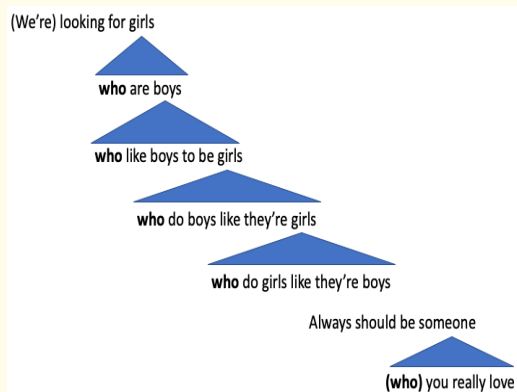 (We're) looking for girls
who are boys
who like boys to be girls
who do boys like they're girls
who do girls like they're boys
Always should be someone
(who) you really love